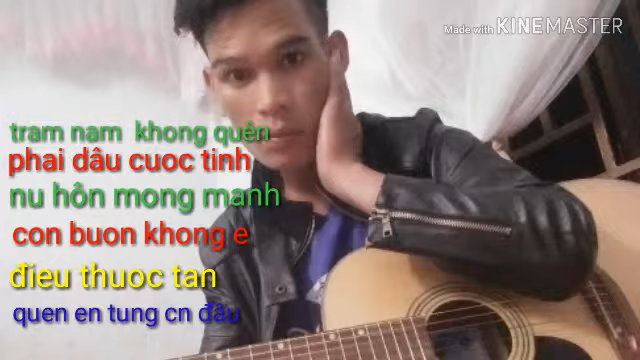 Made with KINEMASTER
tram nam khong quên
phai dâu cuoc tinh
nu hôn mong manh
con buon khong e
đieu thuoc tan
quen en tung cn đâu